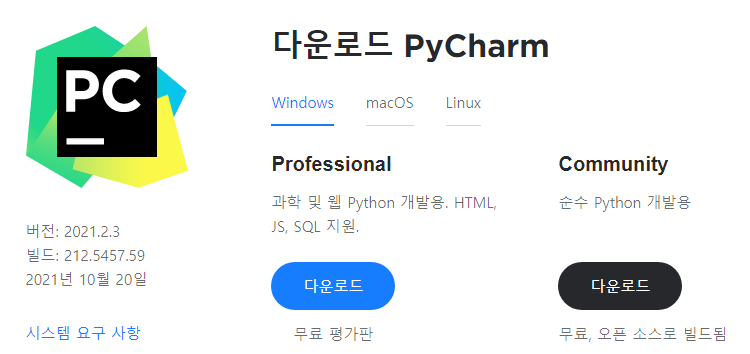 PC
다운로드 PyCharm
Windows macOS Linux
Professional
과학 및 웹 Python 개발용. HTML,
JS, SQL 지원.
다운로드
무료 평가판
Community
순수 Python 개발용
다운로드
무료, 오픈 소스로 빌드됨
버전: 2021.2.3
빌드: 212.5457.59
2021년 10월 20일
시스템 요구 사항